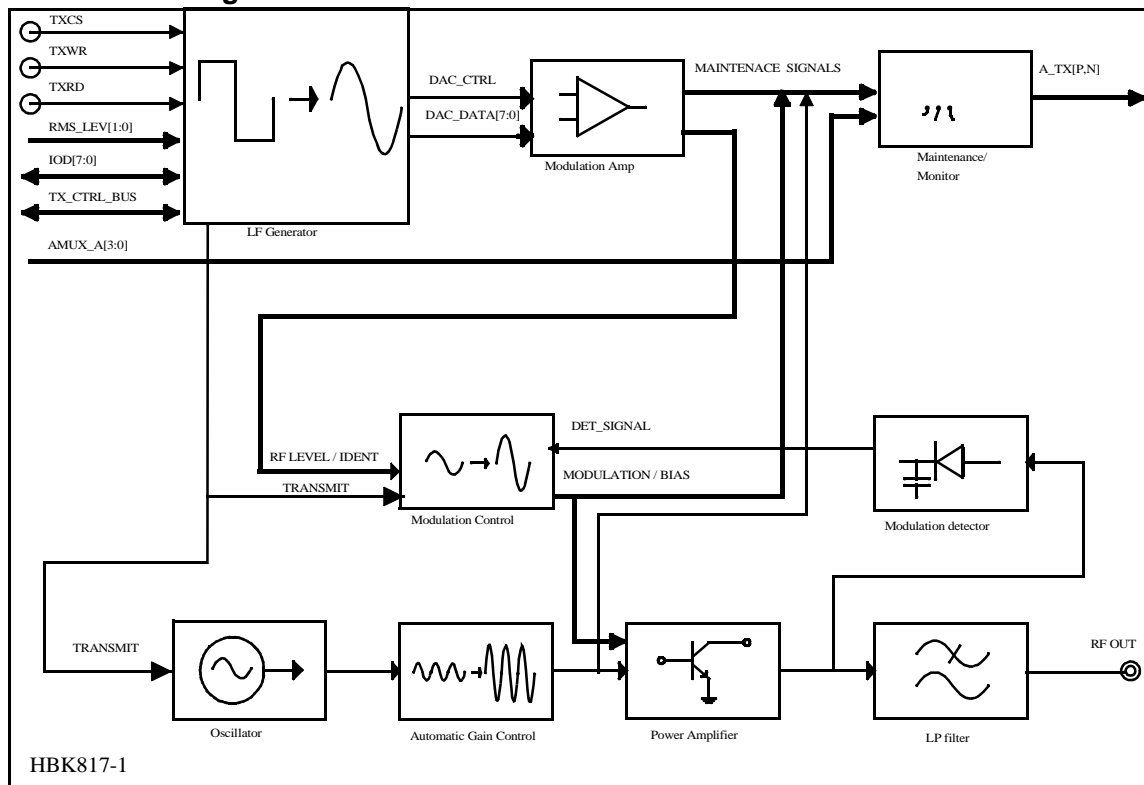 TXCS
TXWR
TXRD
RMS_LEV[1:0]
IOD[7:0]
TX_CTRL_BUS
AMUX_A[3:0]
LF Generator
DAC_CTRL
DAC_DATA[7:0]
Modulation Amp
MAINTENACE SIGNALS
Maintenance/
Monitor
A_TX[P,N]
RF LEVEL / IDENT
TRANSMIT
Modulation Control
DET_SIGNAL
MODULATION / BIAS
Modulation detector
TRANSMIT
Oscillator
Automatic Gain Control
Power Amplifier
LP filter
RF OUT
HBK817-1